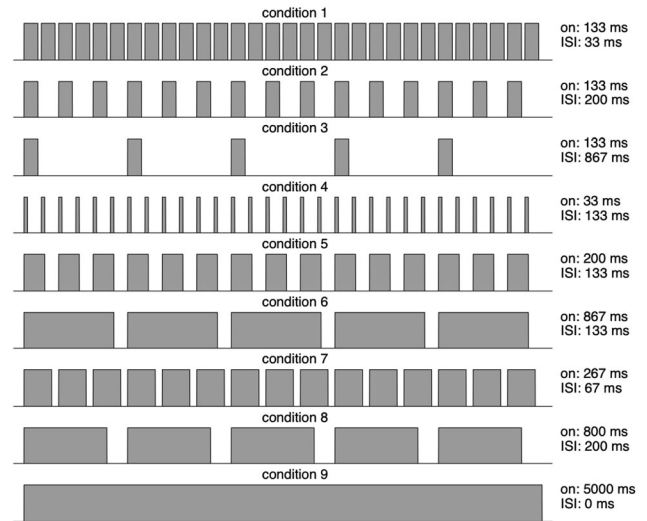 condition 1
on: 133 ms
ISI: 33 ms
condition 2
on: 133 ms
ISI: 200 ms
condition 3
on: 133 ms
ISI: 867 ms
condition 4
on: 33 ms
ISI: 133 ms
condition 5
on: 200 ms
ISI: 133 ms
condition 6
on: 867 ms
ISI: 133 ms
condition 7
on: 267 ms
ISI: 67 ms
condition 8
on: 800 ms
ISI: 200 ms
condition 9
on: 5000 ms
ISI: 0 ms